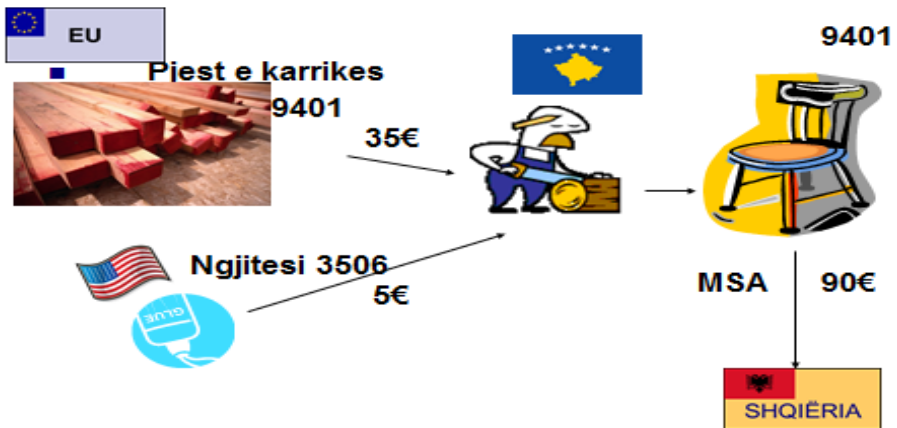 EU
9401
Pjest e karrikes
9401
35€
Ngjitesi 3506
5€
GLUE
MSA 90€
SHQIËRIA